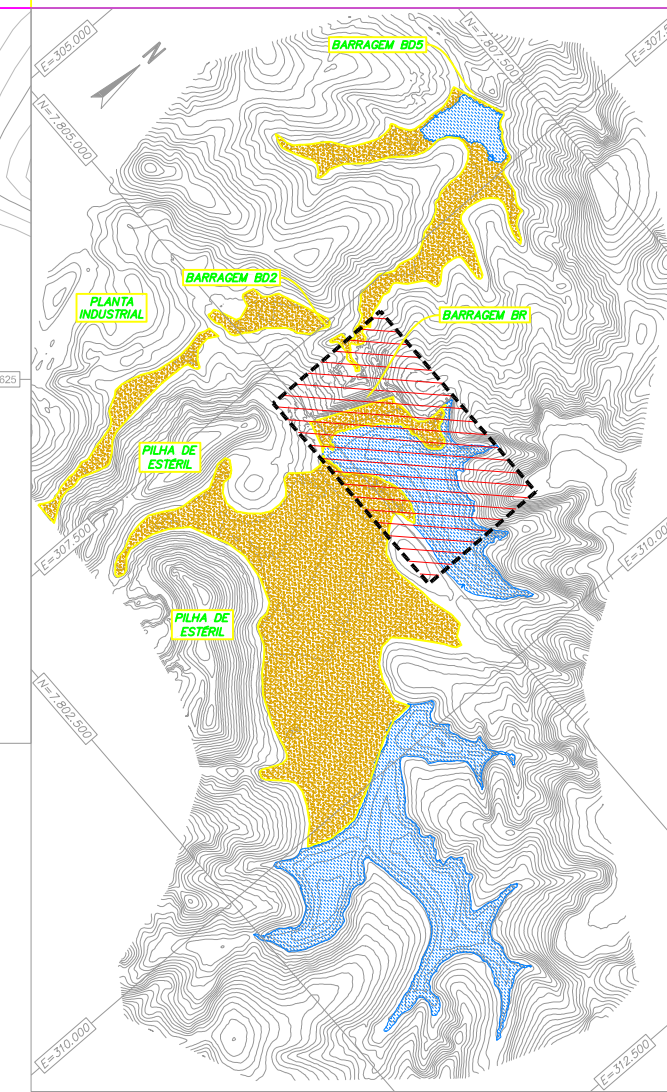 BARRAGEM BD5
N=7.807.500
E=307.5
E=305.000
N
N=7.805.000
BARRAGEM BD2
PLANTA
INDUSTRIAL
BARRAGEM BR
625
PILHA DE
ESTÉRIL
E=307.500
E=310.00
PILHA DE
ESTÉRIL
N=7.802.500
E=310.000
E=312.500